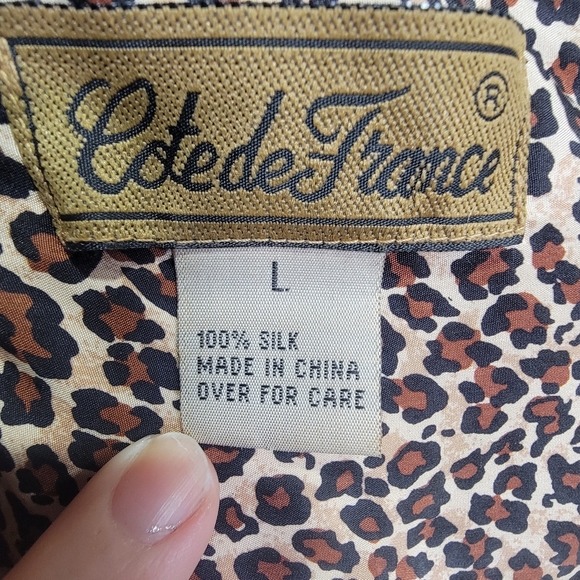 Cote de France ®
L
100% SILK
MADE IN CHINA
OVER FOR CARE